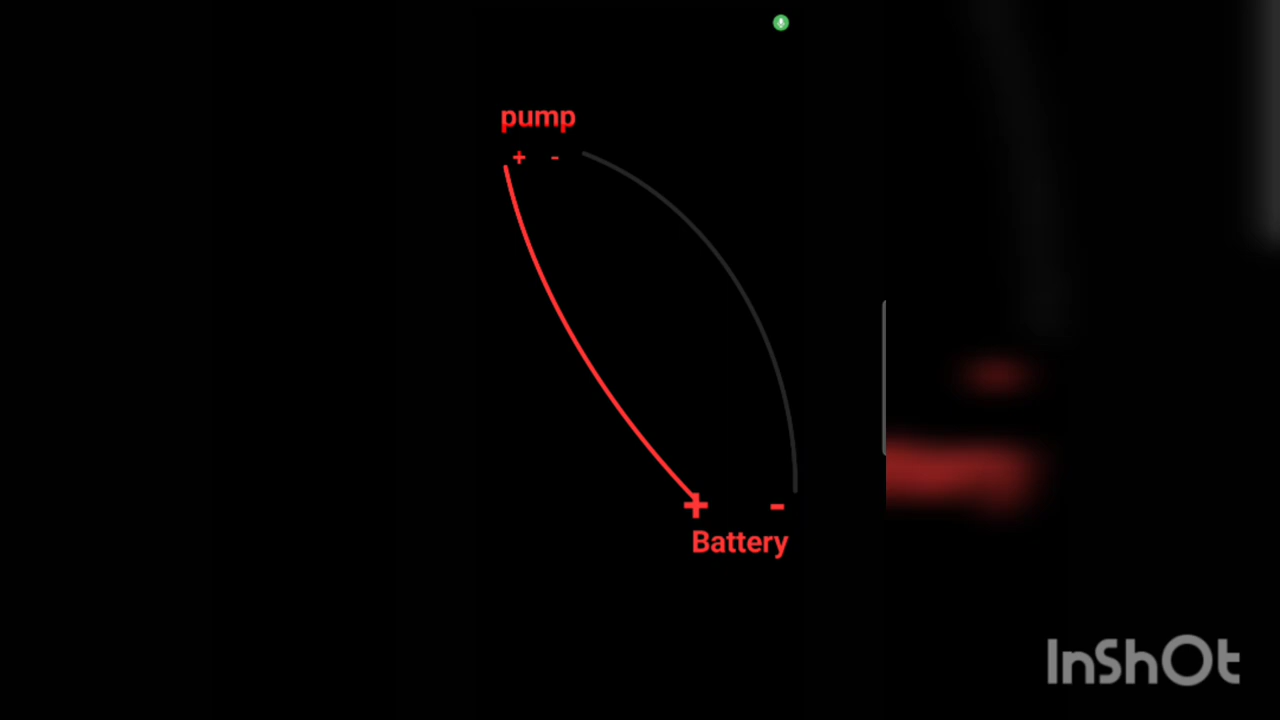 pump
+ -
+ -
Battery
InShOt